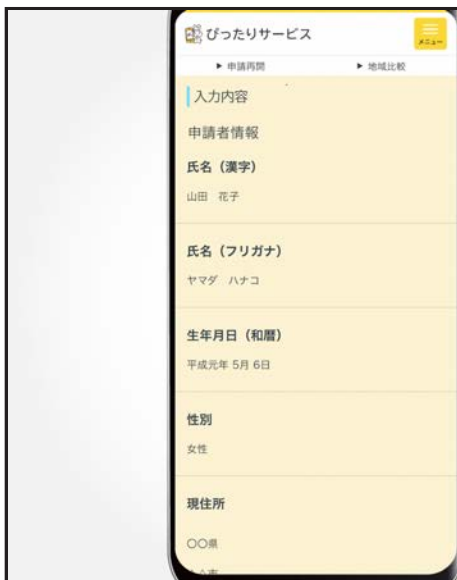 ぴったりサービス
メニュー
▶ 申請再開 ▶ 地域比較
入力内容
申請者情報
氏名（漢字）
山田 花子
氏名（フリガナ）
ヤマダ ハナコ
生年月日（和暦）
平成元年 5月 6日
性別
女性
現住所
〇〇県